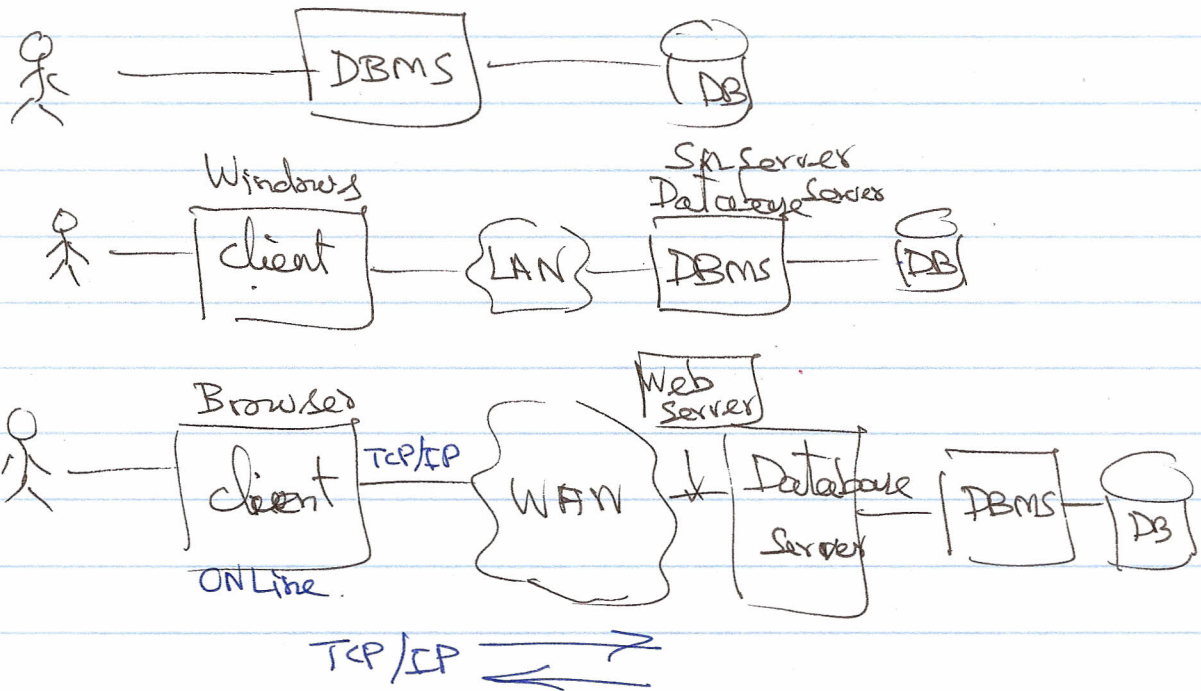 DBMS
DB
Windows
Client
LAN
SQL Server
Database Server
DBMS
DB
Browser
Client
TCP/IP
ONLine.
WAN
Web
Server
Database
Server
DBMS
DB
TCP/IP